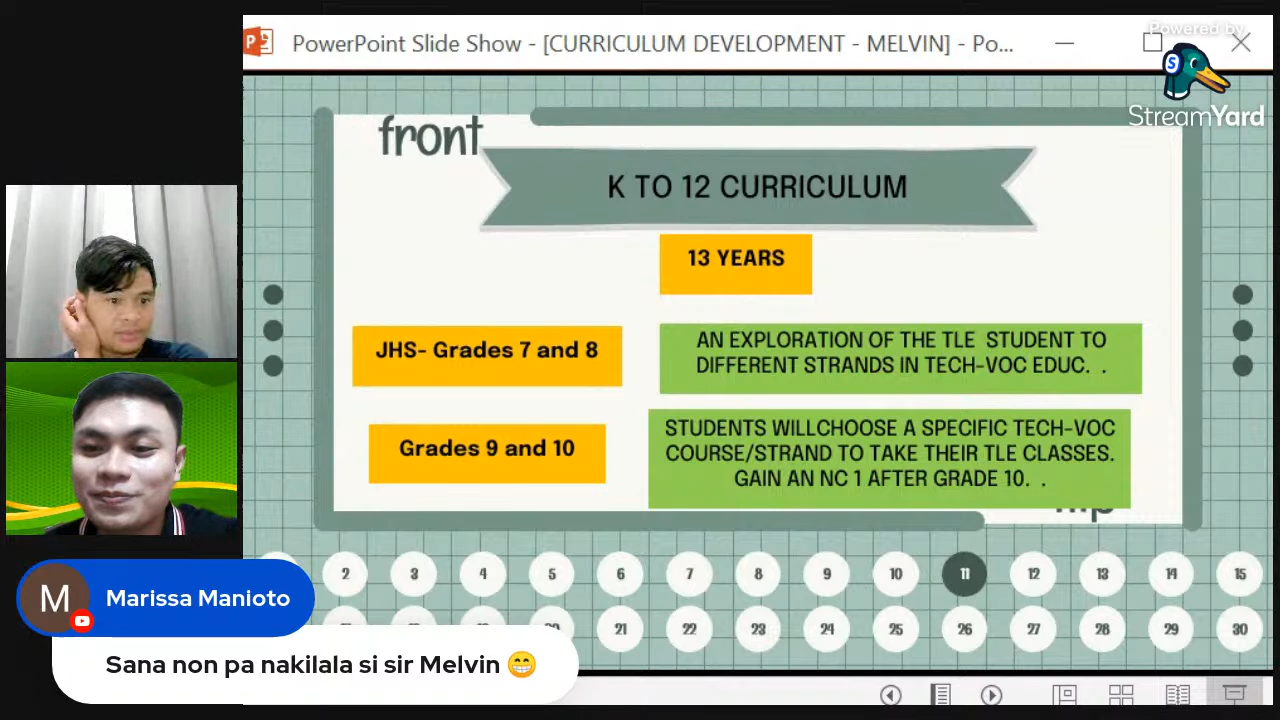 PowerPoint Slide Show - [CURRICULUM DEVELOPMENT - MELVIN] - Po...
Powered by
StreamYard
front
K TO 12 CURRICULUM
13 YEARS
JHS- Grades 7 and 8
AN EXPLORATION OF THE TLE STUDENT TO
DIFFERENT STRANDS IN TECH-VOC EDUC. .
Grades 9 and 10
STUDENTS WILLCHOOSE A SPECIFIC TECH-VOC
COURSE/STRAND TO TAKE THEIR TLE CLASSES.
GAIN AN NC 1 AFTER GRADE 10. .
2 3 4 5 6 7 8 9 10 11 12 13 14 15
21 22 23 24 25 26 27 28 29 30
M
Marissa Manioto
Sana non pa nakilala si sir Melvin 😁